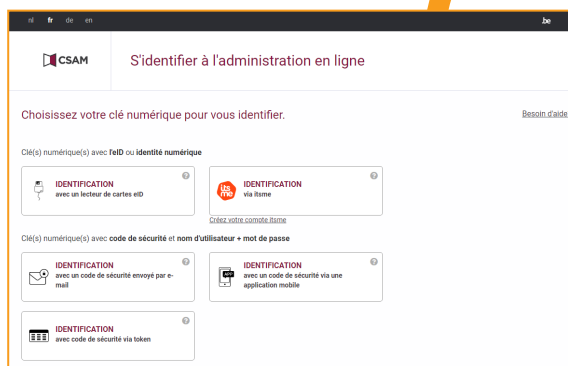 nl fr de en .be
CSAM S'identifier à l'administration en ligne
Choisissez votre clé numérique pour vous identifier. Besoin d'aide
Clé(s) numérique(s) avec l'eID ou identité numérique
IDENTIFICATION
avec un lecteur de cartes eID
itsme
IDENTIFICATION
via itsme
Créez votre compte itsme
Clé(s) numérique(s) avec code de sécurité et nom d'utilisateur + mot de passe
IDENTIFICATION
avec un code de sécurité envoyé par e-
mail
APP
IDENTIFICATION
avec un code de sécurité via une
application mobile
IDENTIFICATION
avec code de sécurité via token